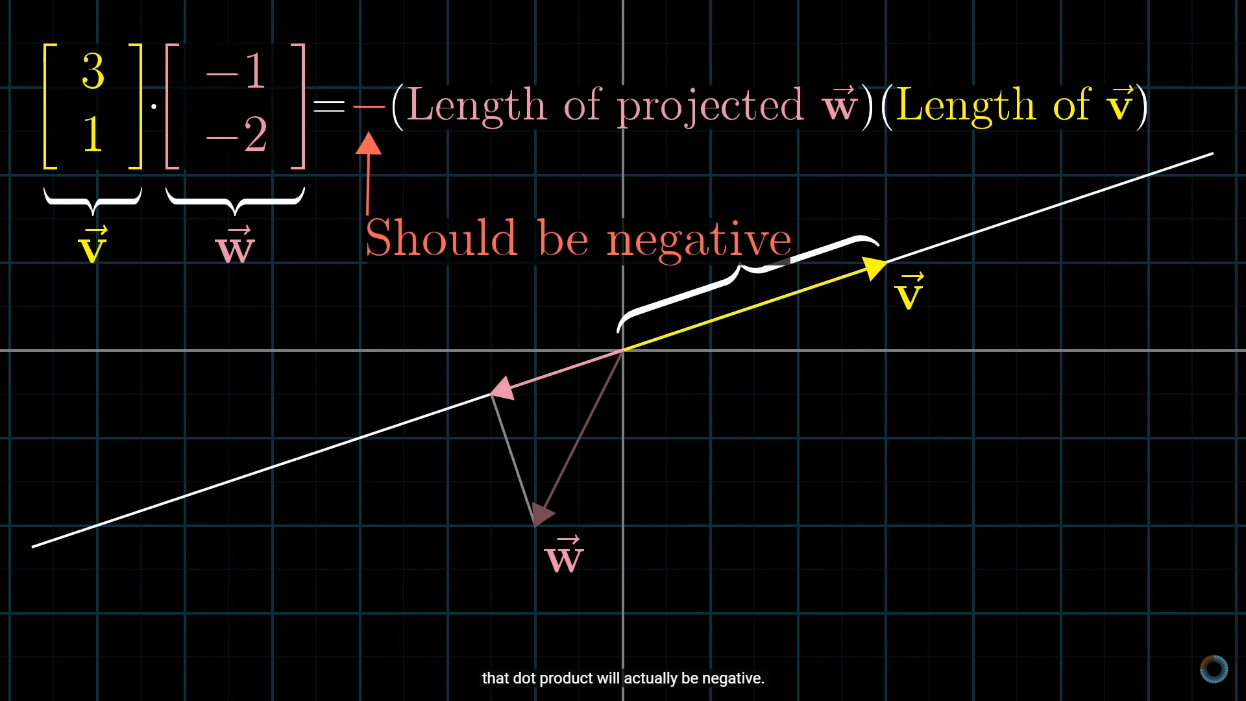 [3 1] · [−1 −2] = −(Length of projected w⃗)(Length of v⃗)
v⃗ w⃗
Should be negative
v⃗
w⃗
that dot product will actually be negative.